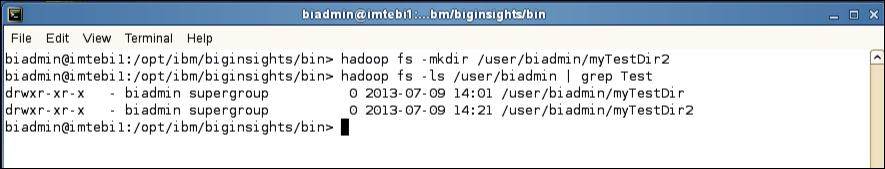 biadmin@imtebi1:...bm/biginsights/bin
File Edit View Terminal Help
biadmin@imtebi1:/opt/ibm/biginsights/bin> hadoop fs -mkdir /user/biadmin/myTestDir2
biadmin@imtebi1:/opt/ibm/biginsights/bin> hadoop fs -ls /user/biadmin | grep Test
drwxr-xr-x   - biadmin supergroup          0 2013-07-09 14:01 /user/biadmin/myTestDir
drwxr-xr-x   - biadmin supergroup          0 2013-07-09 14:21 /user/biadmin/myTestDir2
biadmin@imtebi1:/opt/ibm/biginsights/bin>